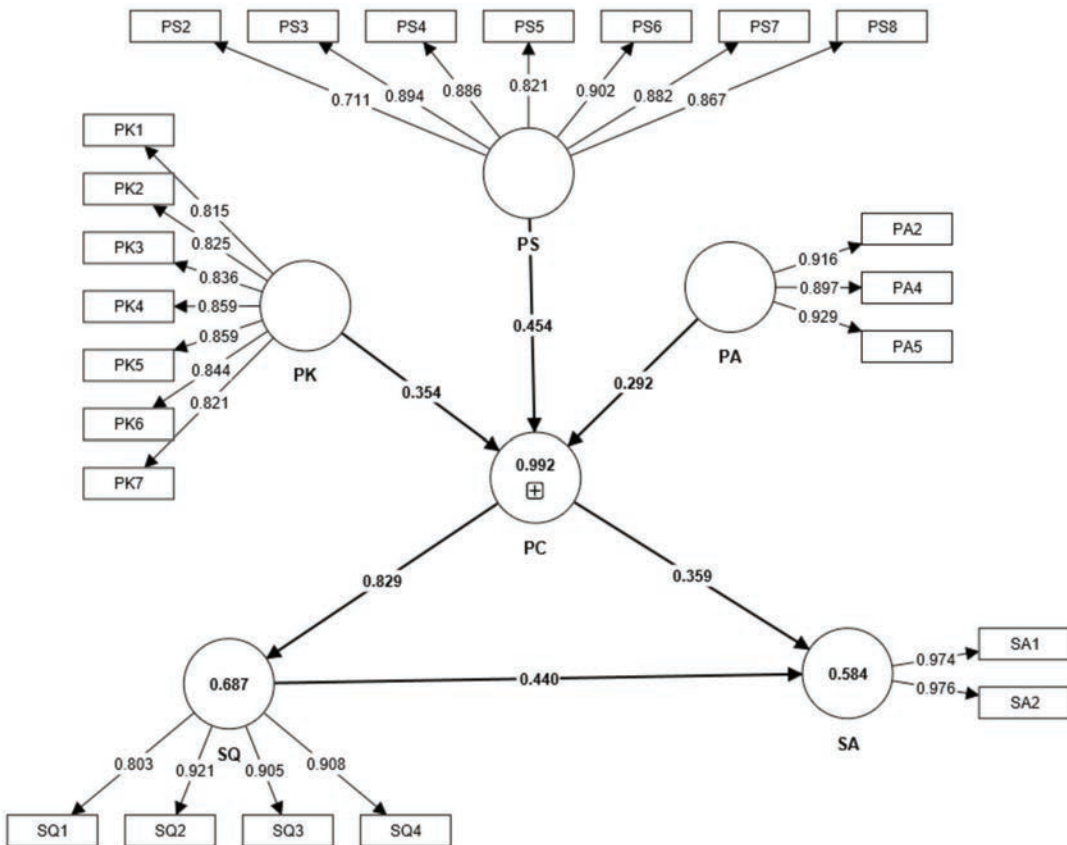 PS2 PS3 PS4 PS5 PS6 PS7 PS8
0.711 0.894 0.886 0.821 0.902 0.882 0.867
PS
PK1
PK2
PK3
PK4
PK5
PK6
PK7
0.815
0.825
0.836
0.859
0.859
0.844
0.821
PK
PA2
PA4
PA5
0.916
0.897
0.929
PA
0.454
0.354
0.292
0.992
PC
0.829
0.359
0.687
SQ
0.440
0.584
SA
0.974
0.976
SA1
SA2
0.803 0.921 0.905 0.908
SQ1 SQ2 SQ3 SQ4